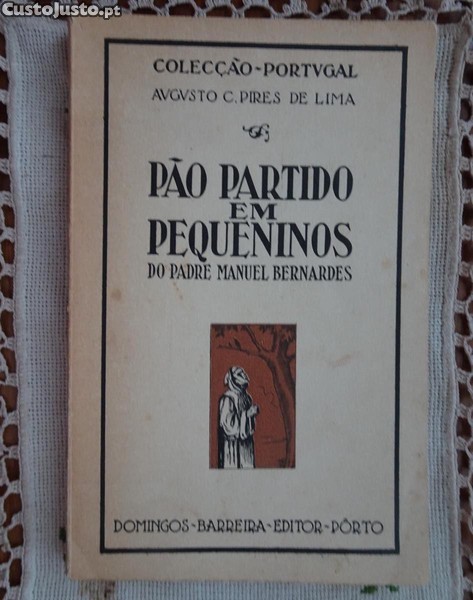 CustoJusto.pt
COLECÇÃO-PORTVGAL
AVGVSTO C. PIRES DE LIMA
PÃO PARTIDO
EM
PEQUENINOS
DO PADRE MANUEL BERNARDES
DOMINGOS-BARREIRA-EDITOR-PÔRTO